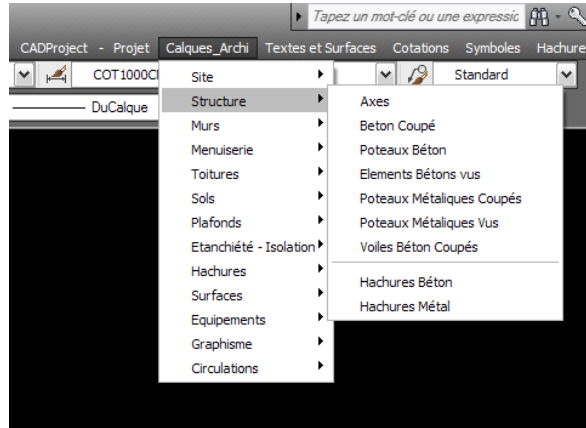 Tapez un mot-clé ou une expressic
CADProject - Projet Calques_Archi Textes et Surfaces Cotations Symboles Hachure
COT1000Cl Standard
DuCalque
Site
Structure
Murs
Menuiserie
Toitures
Sols
Plafonds
Etanchiété - Isolation
Hachures
Surfaces
Equipements
Graphisme
Circulations
Axes
Beton Coupé
Poteaux Béton
Elements Bétons vus
Poteaux Métaliques Coupés
Poteaux Métaliques Vus
Voiles Béton Coupés
Hachures Béton
Hachures Métal